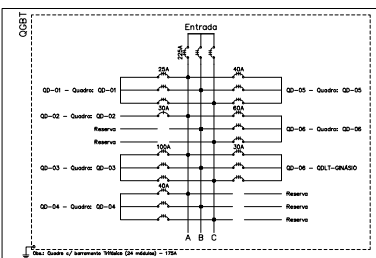 QGBT
Entrada
225A
25A
40A
QD-01 - Quadro: QD-01
QD-05 - Quadro: QD-05
30A
60A
QD-02 - Quadro: QD-02
Reserva
QD-06 - Quadro: QD-06
Reserva
100A
30A
QD-03 - Quadro: QD-03
QD-06 - QDLT-GINÁSIO
40A
Reserva
QD-04 - Quadro: QD-04
Reserva
Reserva
A B C
Obs.: Quadro c/ barramento Trifásico (24 módulos) - 175A